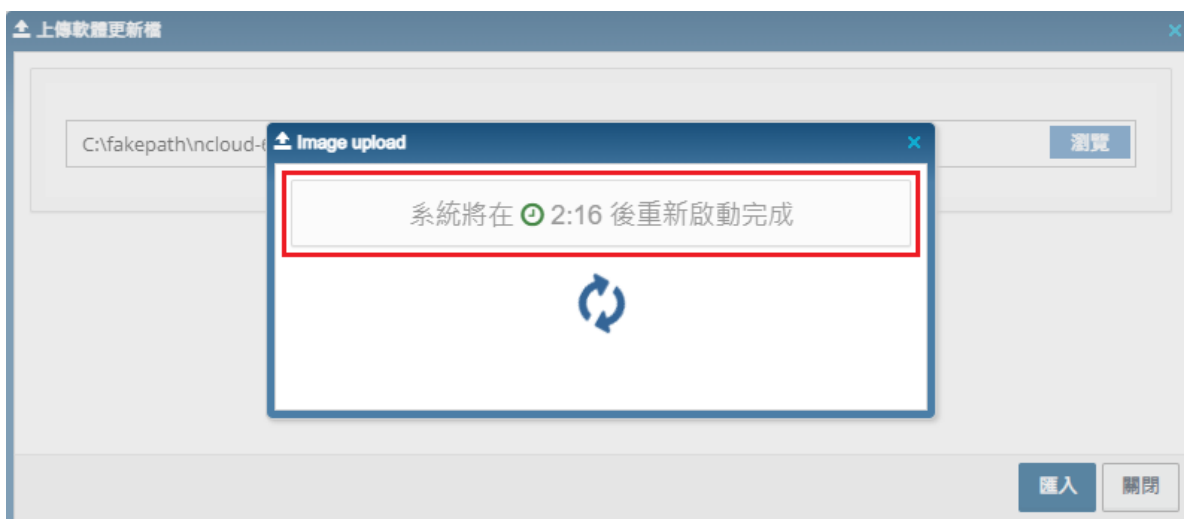 上傳軟體更新檔
C:\fakepath\ncloud-
瀏覽
Image upload
系統將在 2:16 後重新啟動完成
匯入
關閉